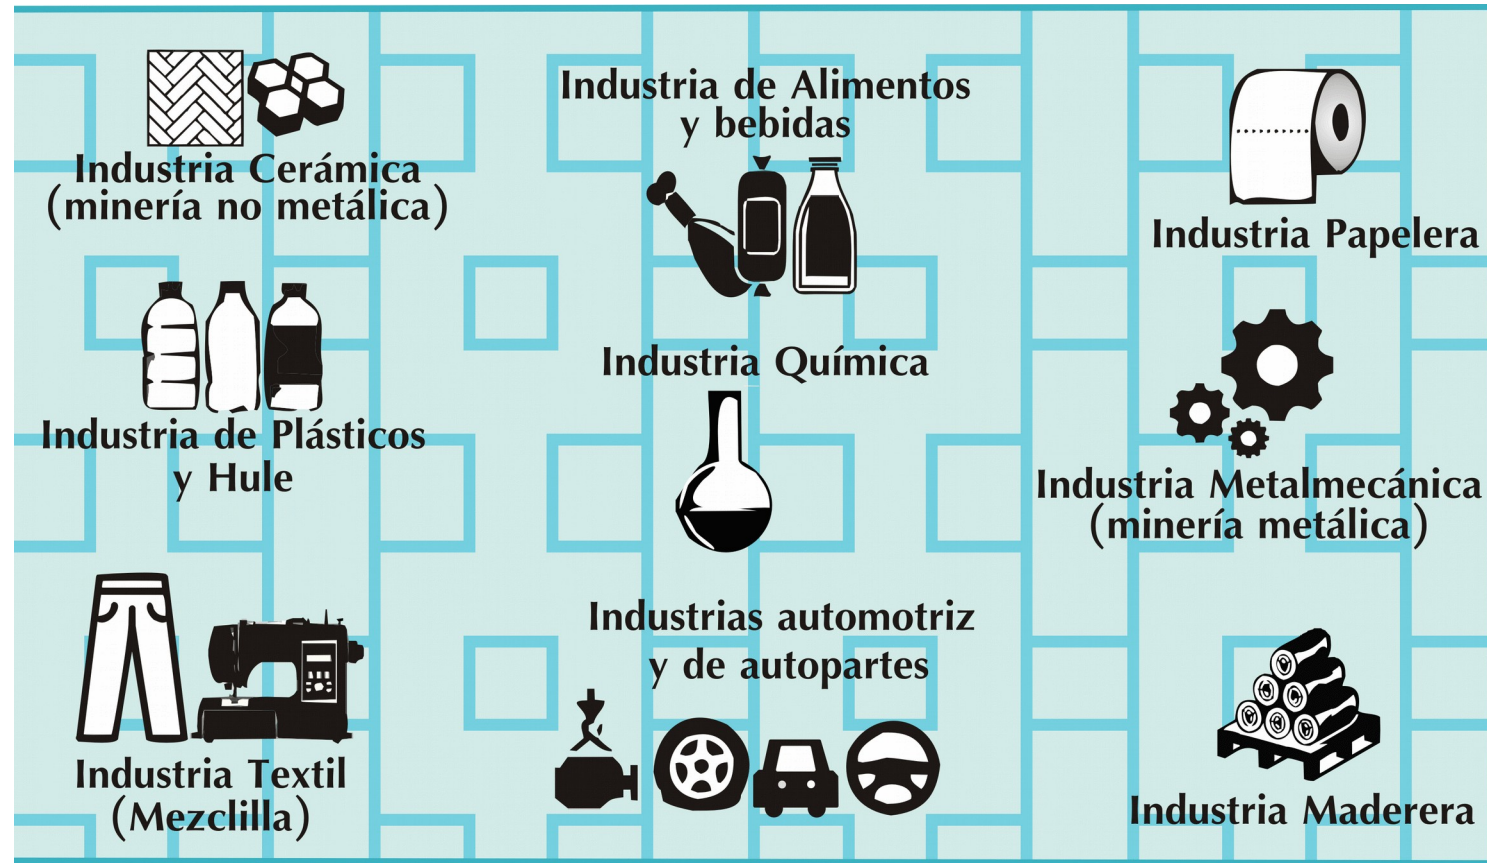 Industria Cerámica
(minería no metálica)
Industria de Alimentos
y bebidas
Industria Papelera
Industria de Plásticos
y Hule
Industria Química
Industria Metalmecánica
(minería metálica)
Industria Textil
(Mezclilla)
Industrias automotriz
y de autopartes
Industria Maderera